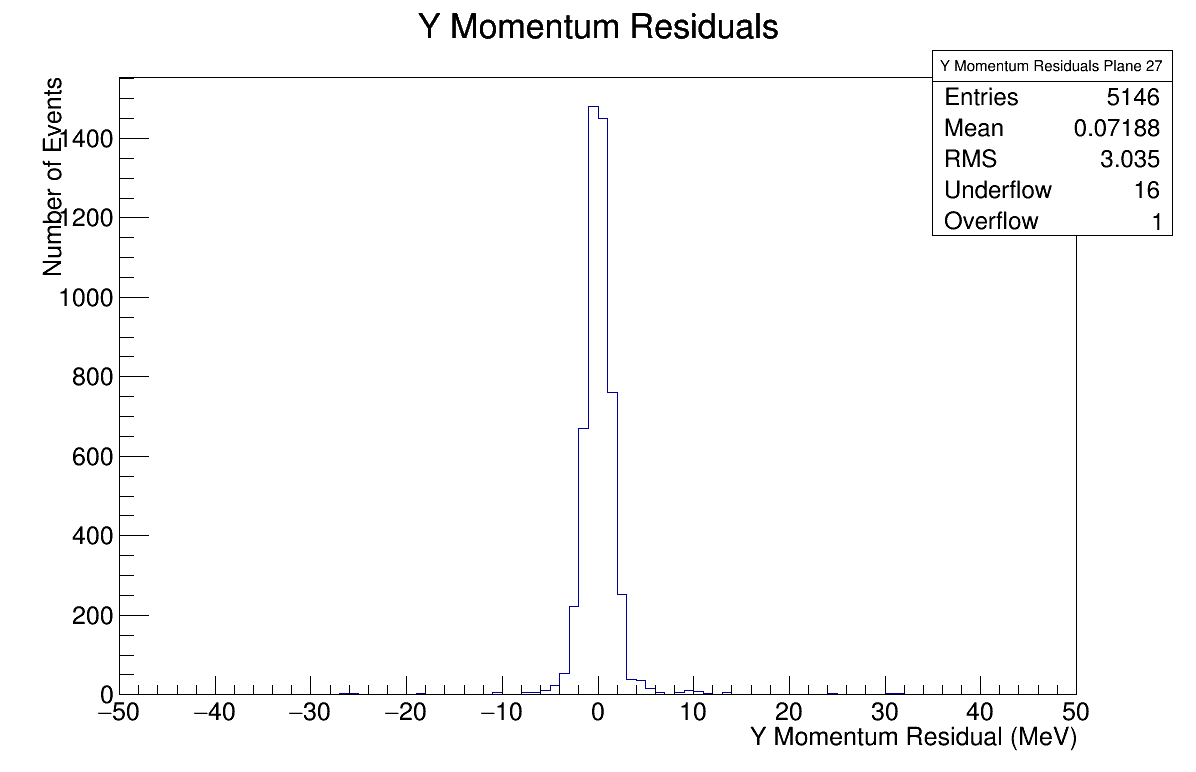 Y Momentum Residuals
Y Momentum Residuals Plane 27
Entries 5146
Mean 0.07188
RMS 3.035
Underflow 16
Overflow 1
Number of Events
1400
1200
1000
800
600
400
200
0
−50 −40 −30 −20 −10 0 10 20 30 40 50
Y Momentum Residual (MeV)